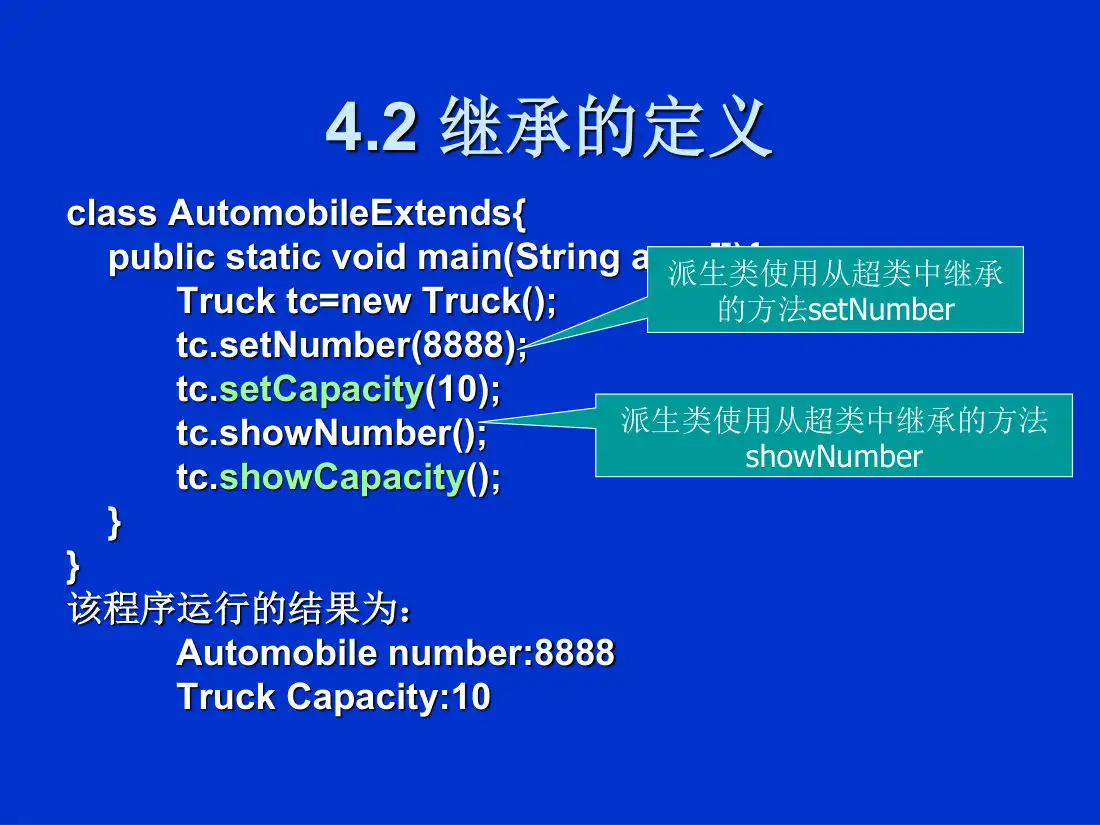 4.2 继承的定义
class AutomobileExtends{
public static void main(String a
派生类使用从超类中继承
的方法setNumber
Truck tc=new Truck();
tc.setNumber(8888);
tc.setCapacity(10);
派生类使用从超类中继承的方法
showNumber
tc.showNumber();
tc.showCapacity();
}
}
该程序运行的结果为：
Automobile number:8888
Truck Capacity:10